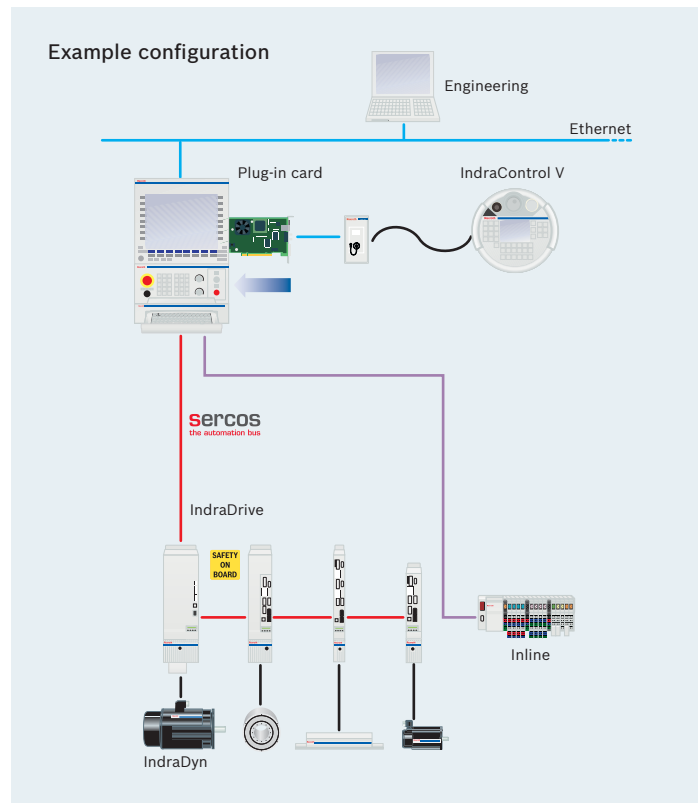 Example configuration
Engineering
Ethernet
Plug-in card
IndraControl V
sercos
the automation bus
IndraDrive
SAFETY
ON
BOARD
Inline
IndraDyn